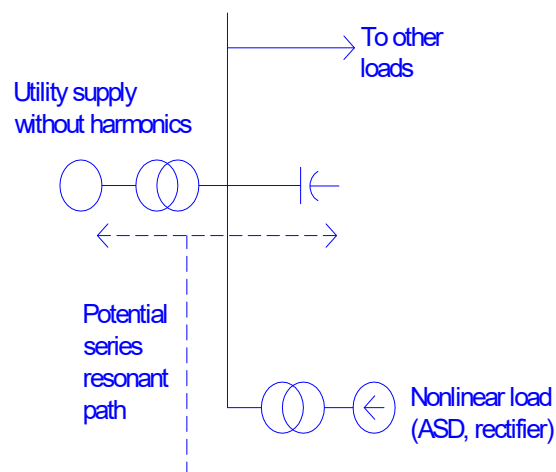 To other
loads
Utility supply
without harmonics
Potential
series
resonant
path
Nonlinear load
(ASD, rectifier)